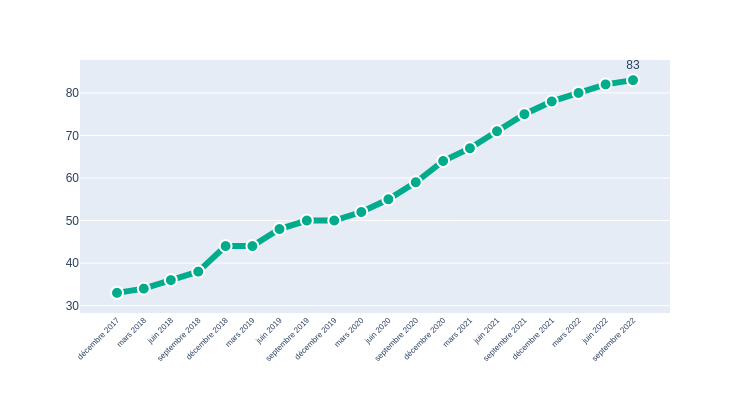 83
80
70
60
50
40
30
décembre 2017
mars 2018
juin 2018
septembre 2018
décembre 2018
mars 2019
juin 2019
septembre 2019
décembre 2019
mars 2020
juin 2020
septembre 2020
décembre 2020
mars 2021
juin 2021
septembre 2021
décembre 2021
mars 2022
juin 2022
septembre 2022